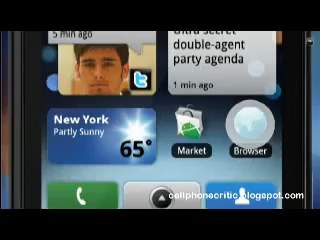 5 min ago
Ultra secret
double-agent
party agenda
1 min ago
New York
Partly Sunny
65°
Market
Browser
cellphonecritic.blogspot.com